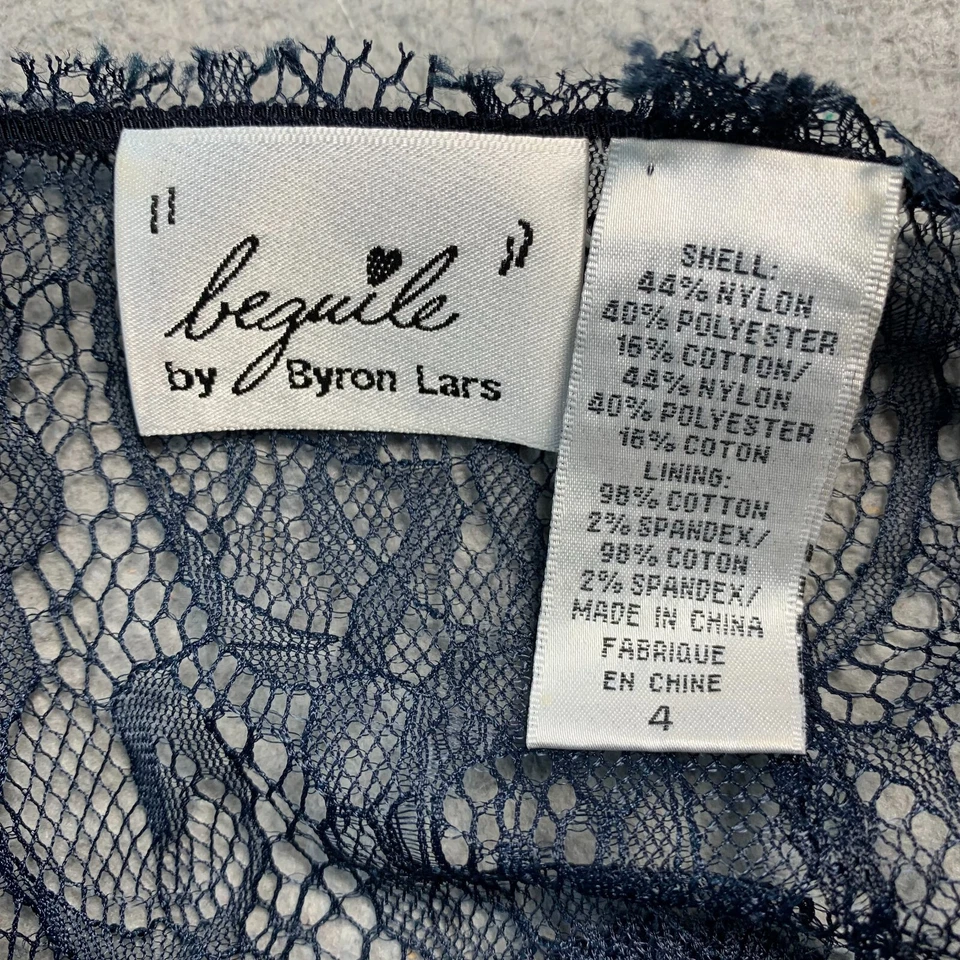 "beguile"
by Byron Lars
SHELL:
44% NYLON
40% POLYESTER
16% COTTON/
44% NYLON
40% POLYESTER
16% COTON
LINING:
98% COTTON
2% SPANDEX/
98% COTON
2% SPANDEX/
MADE IN CHINA
FABRIQUE
EN CHINE
4